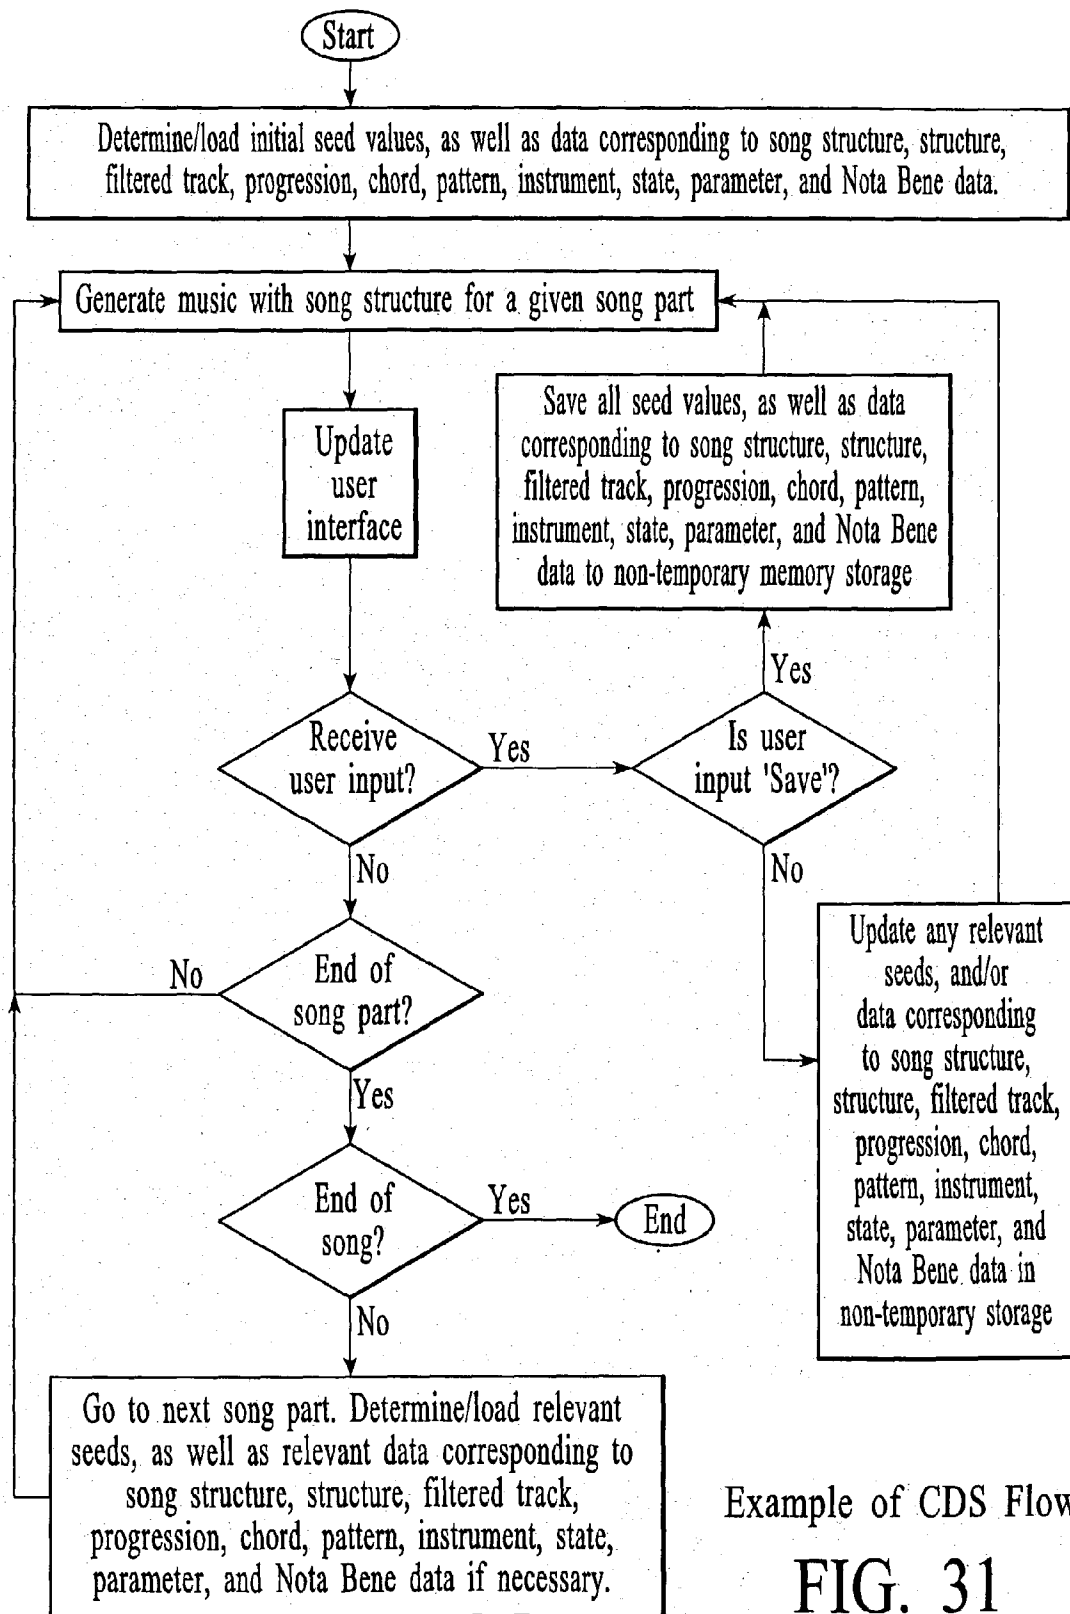 Start
Determine/load initial seed values, as well as data corresponding to song structure, structure,
filtered track, progression, chord, pattern, instrument, state, parameter, and Nota Bene data.
Generate music with song structure for a given song part
Update
user
interface
Save all seed values, as well as data
corresponding to song structure, structure,
filtered track, progression, chord, pattern,
instrument, state, parameter, and Nota Bene
data to non-temporary memory storage
Yes
Receive
user input?
Yes
Is user
input 'Save'?
No
No
Update any relevant
seeds, and/or
data corresponding
to song structure,
structure, filtered track,
progression, chord,
pattern, instrument,
state, parameter, and
Nota Bene data in
non-temporary storage
No
End of
song part?
Yes
End of
song?
Yes
End
No
Go to next song part. Determine/load relevant
seeds, as well as relevant data corresponding to
song structure, structure, filtered track,
progression, chord, pattern, instrument, state,
parameter, and Nota Bene data if necessary.
Example of CDS Flow
FIG. 31